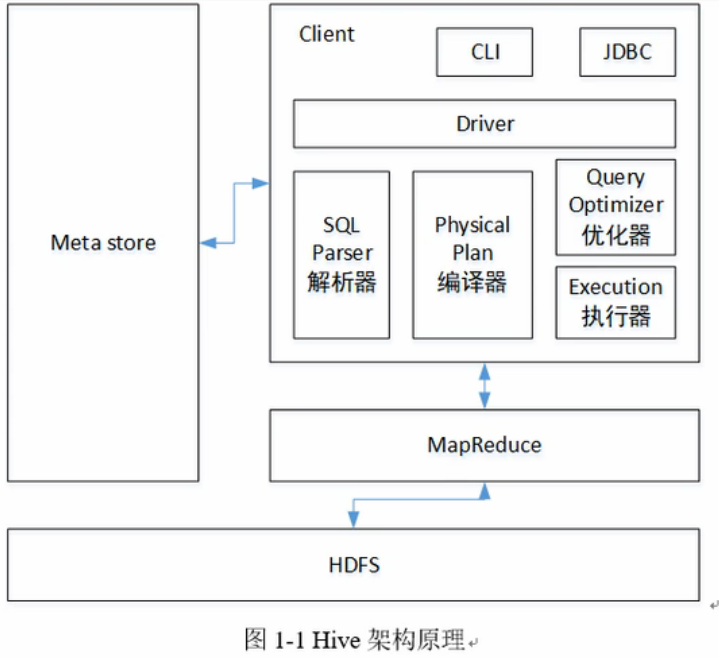 Client
CLI
JDBC
Driver
Meta store
SQL
Parser
解析器
Physical
Plan
编译器
Query
Optimizer
优化器
Execution
执行器
MapReduce
HDFS
图 1-1 Hive 架构原理